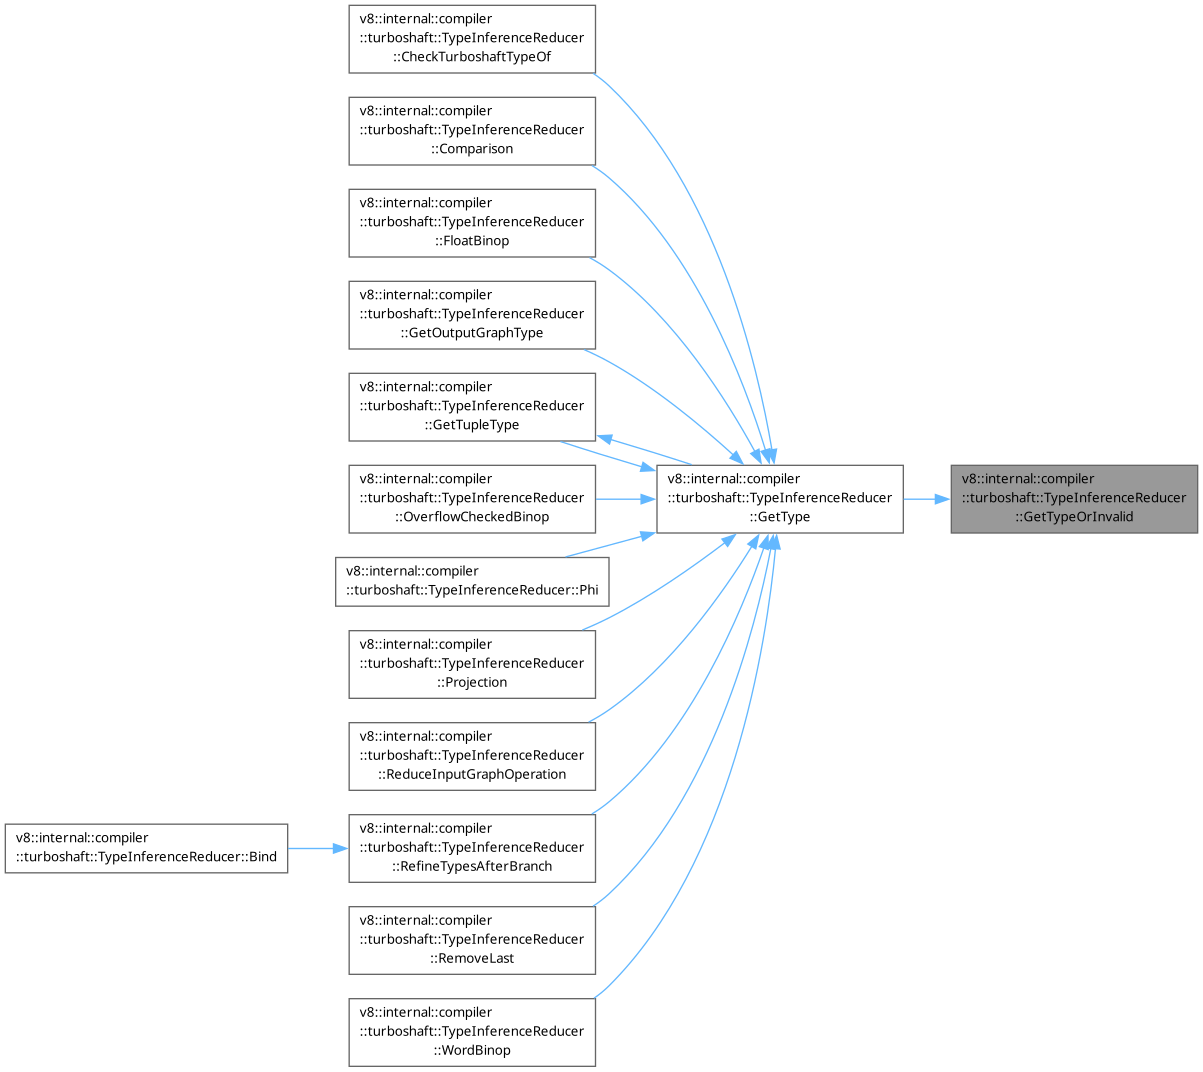 v8::internal::compiler
::turboshaft::TypeInferenceReducer
::CheckTurboshaftTypeOf
v8::internal::compiler
::turboshaft::TypeInferenceReducer
::Comparison
v8::internal::compiler
::turboshaft::TypeInferenceReducer
::FloatBinop
v8::internal::compiler
::turboshaft::TypeInferenceReducer
::GetOutputGraphType
v8::internal::compiler
::turboshaft::TypeInferenceReducer
::GetTupleType
v8::internal::compiler
::turboshaft::TypeInferenceReducer
::OverflowCheckedBinop
v8::internal::compiler
::turboshaft::TypeInferenceReducer
::GetType
v8::internal::compiler
::turboshaft::TypeInferenceReducer
::GetTypeOrInvalid
v8::internal::compiler
::turboshaft::TypeInferenceReducer::Phi
v8::internal::compiler
::turboshaft::TypeInferenceReducer
::Projection
v8::internal::compiler
::turboshaft::TypeInferenceReducer
::ReduceInputGraphOperation
v8::internal::compiler
::turboshaft::TypeInferenceReducer::Bind
v8::internal::compiler
::turboshaft::TypeInferenceReducer
::RefineTypesAfterBranch
v8::internal::compiler
::turboshaft::TypeInferenceReducer
::RemoveLast
v8::internal::compiler
::turboshaft::TypeInferenceReducer
::WordBinop